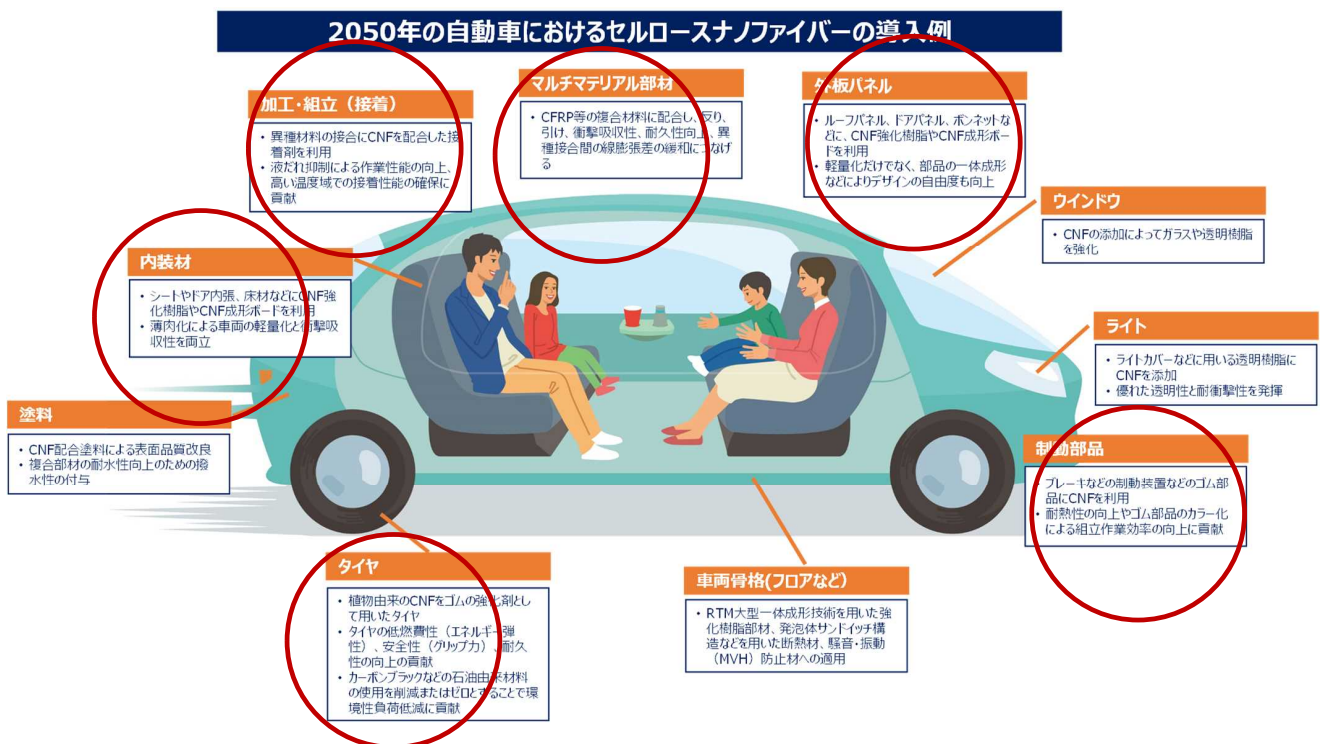 2050年の自動車におけるセルロースナノファイバーの導入例
加工・組立（接着）
• 異種材料の接合にCNFを配合した接
着剤を利用
• 液だれ抑制による作業性能の向上、
高い温度域での接着性能の確保に
貢献
マルチマテリアル部材
• CFRP等の複合材料に配合し、反り、
引け、衝撃吸収性、耐久性向上、異
種接合間の線膨張差の緩和につなげ
る
外板パネル
• ルーフパネル、ドアパネル、ボンネットな
どに、CNF強化樹脂やCNF成形ボー
ドを利用
• 軽量化だけでなく、部品の一体成形
などによりデザインの自由度も向上
ウインドウ
• CNFの添加によってガラスや透明樹脂
を強化
内装材
• シートやドア内張、床材などにCNF強
化樹脂やCNF成形ボードを利用
• 薄肉化による車両の軽量化と衝撃吸
収性を両立
ライト
• ライトカバーなどに用いる透明樹脂に
CNFを添加
• 優れた透明性と耐衝撃性を発揮
塗料
• CNF配合塗料による表面品質改良
• 複合部材の耐水性向上のための撥
水性の付与
制動部品
• ブレーキなどの制動装置などのゴム部
品にCNFを利用
• 耐熱性の向上やゴム部品のカラー化
による組立作業効率の向上に貢献
タイヤ
• 植物由来のCNFをゴムの強化剤とし
て用いたタイヤ
• タイヤの低燃費性（エネルギー弾
性）、安全性（グリップ力）、耐久
性の向上の貢献
• カーボンブラックなどの石油由来材料
の使用を削減またはゼロとすることで環
境性負荷低減に貢献
車両骨格(フロアなど)
• RTM大型一体成形技術を用いた強
化樹脂部材、発泡体サンドイッチ構
造などを用いた断熱材、騒音・振動
（MVH）防止材への適用